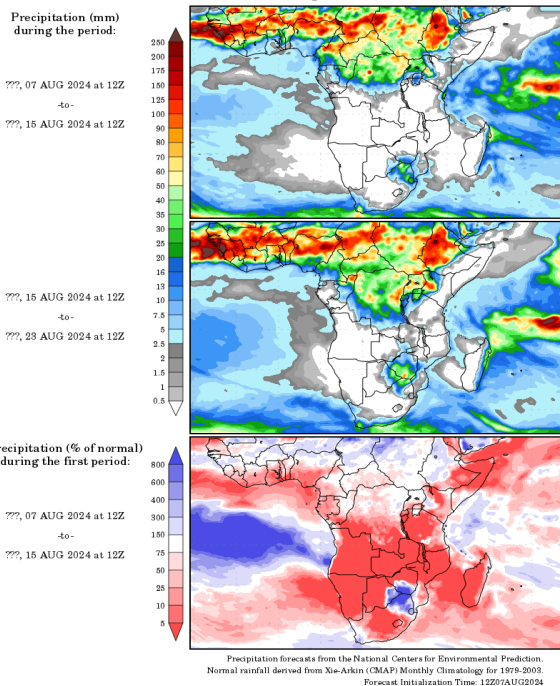 Precipitation (mm)
during the period:
???, 07 AUG 2024 at 12Z
-to-
???, 15 AUG 2024 at 12Z
250
200
175
150
125
100
90
80
70
60
50
40
35
30
25
20
16
13
10
7.5
5
2.5
2
1.5
1
0.5
???, 15 AUG 2024 at 12Z
-to-
???, 23 AUG 2024 at 12Z
recipitation (% of normal)
during the first period:
???, 07 AUG 2024 at 12Z
-to-
???, 15 AUG 2024 at 12Z
800
600
400
300
150
75
50
25
10
5
Precipitation forecasts from the National Centers for Environmental Prediction.
Normal rainfall derived from Xie-Arkin (CMAP) Monthly Climatology for 1979-2003.
Forecast Initialization Time: 12Z07AUG2024